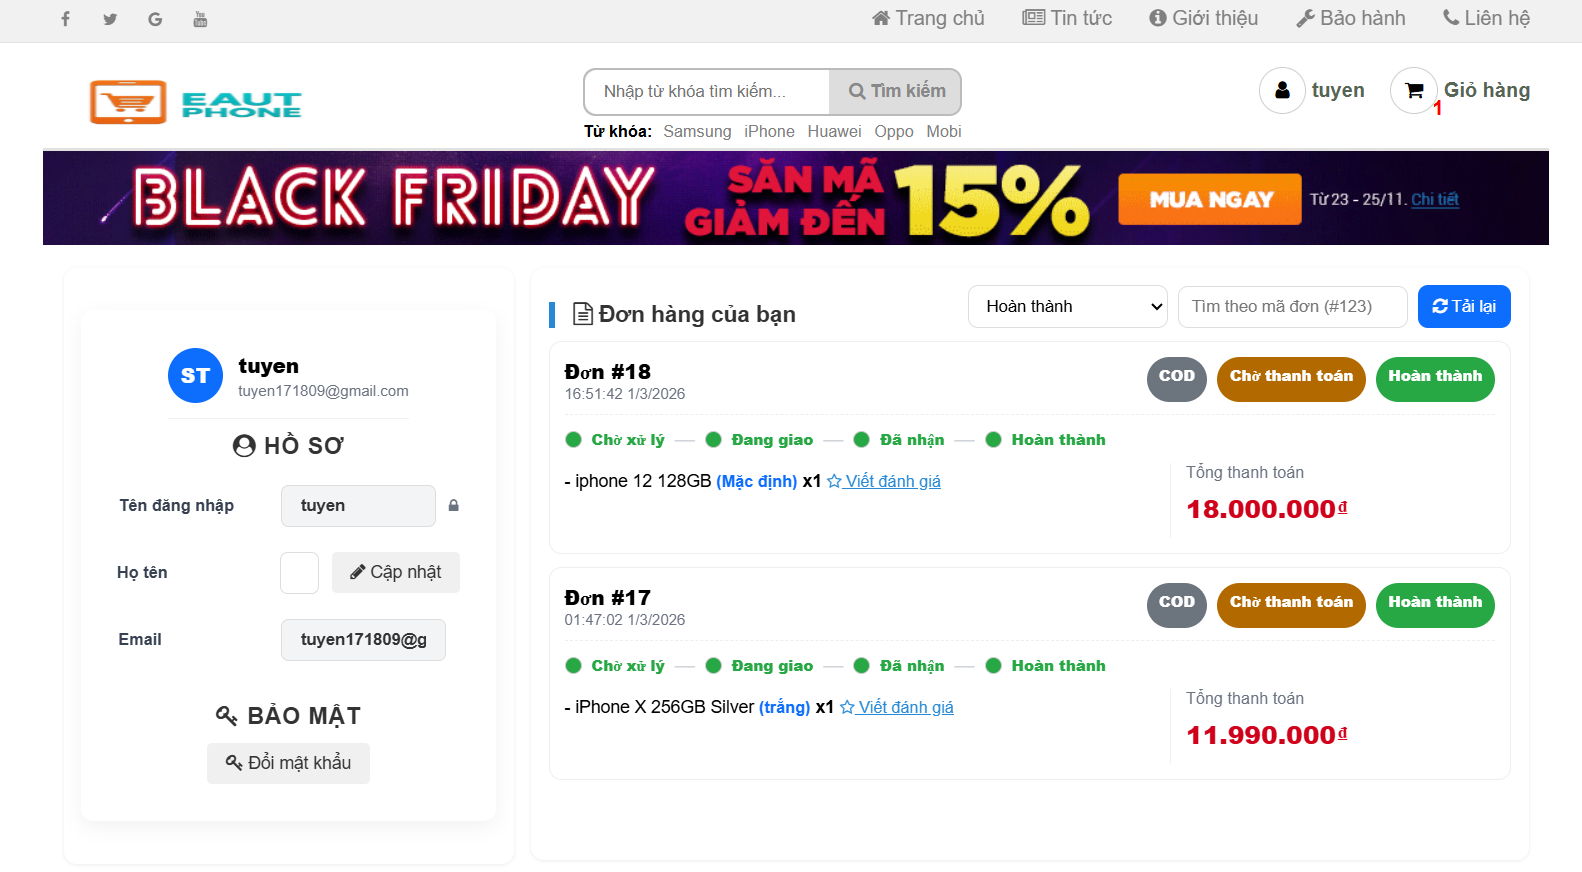 Trang chủ Tin tức Giới thiệu Bảo hành Liên hệ
EAUT PHONE
Nhập từ khóa tìm kiếm... Tìm kiếm
tuyen 1 Giỏ hàng
Từ khóa: Samsung iPhone Huawei Oppo Mobi
BLACK FRIDAY SĂN MÃ GIẢM ĐẾN 15% MUA NGAY Từ 23 - 25/11. Chi tiết
ST tuyen
tuyen171809@gmail.com
HỒ SƠ
Tên đăng nhập tuyen
Họ tên Cập nhật
Email tuyen171809@g
BẢO MẬT
Đổi mật khẩu
Đơn hàng của bạn Hoàn thành Tìm theo mã đơn (#123) Tải lại
Đơn #18 COD Chờ thanh toán Hoàn thành
16:51:42 1/3/2026
Chờ xử lý Đang giao Đã nhận Hoàn thành
- iphone 12 128GB (Mặc định) x1 Viết đánh giá
Tổng thanh toán
18.000.000₫
Đơn #17 COD Chờ thanh toán Hoàn thành
01:47:02 1/3/2026
Chờ xử lý Đang giao Đã nhận Hoàn thành
- iPhone X 256GB Silver (trắng) x1 Viết đánh giá
Tổng thanh toán
11.990.000₫